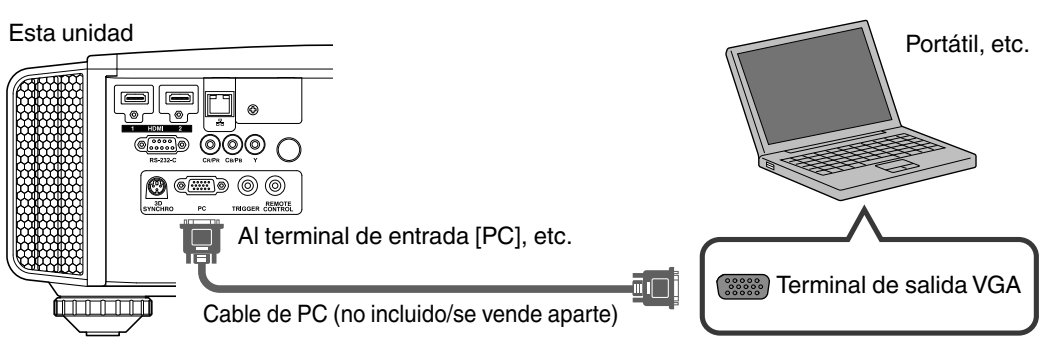 Esta unidad
Portátil, etc.
1 HDMI 2
RS-232-C
CR/PR CB/PB Y
3D SYNCHRO
PC
TRIGGER
REMOTE CONTROL
Al terminal de entrada [PC], etc.
Terminal de salida VGA
Cable de PC (no incluido/se vende aparte)